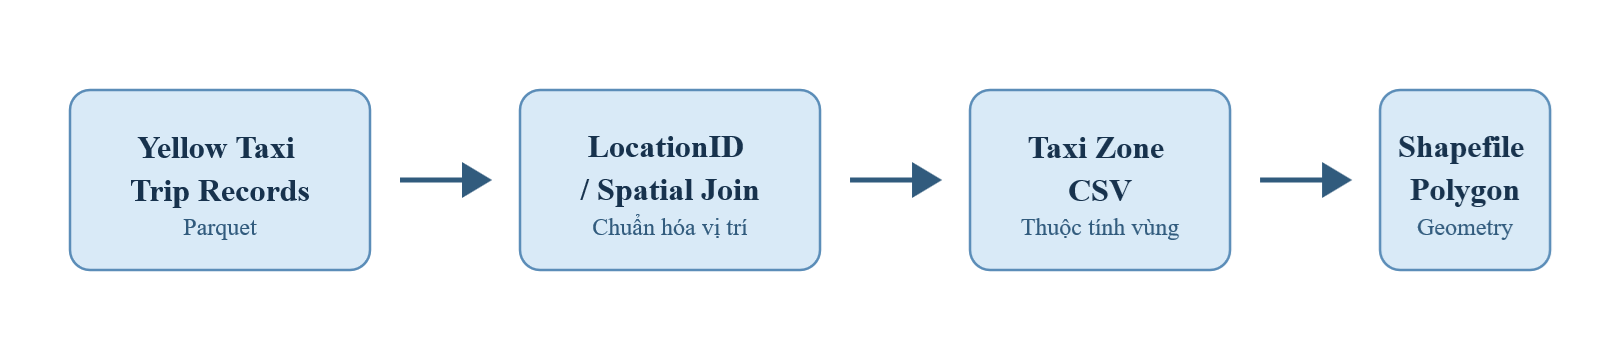 Yellow Taxi
Trip Records
Parquet
LocationID
/ Spatial Join
Chuẩn hóa vị trí
Taxi Zone
CSV
Thuộc tính vùng
Shapefile
Polygon
Geometry